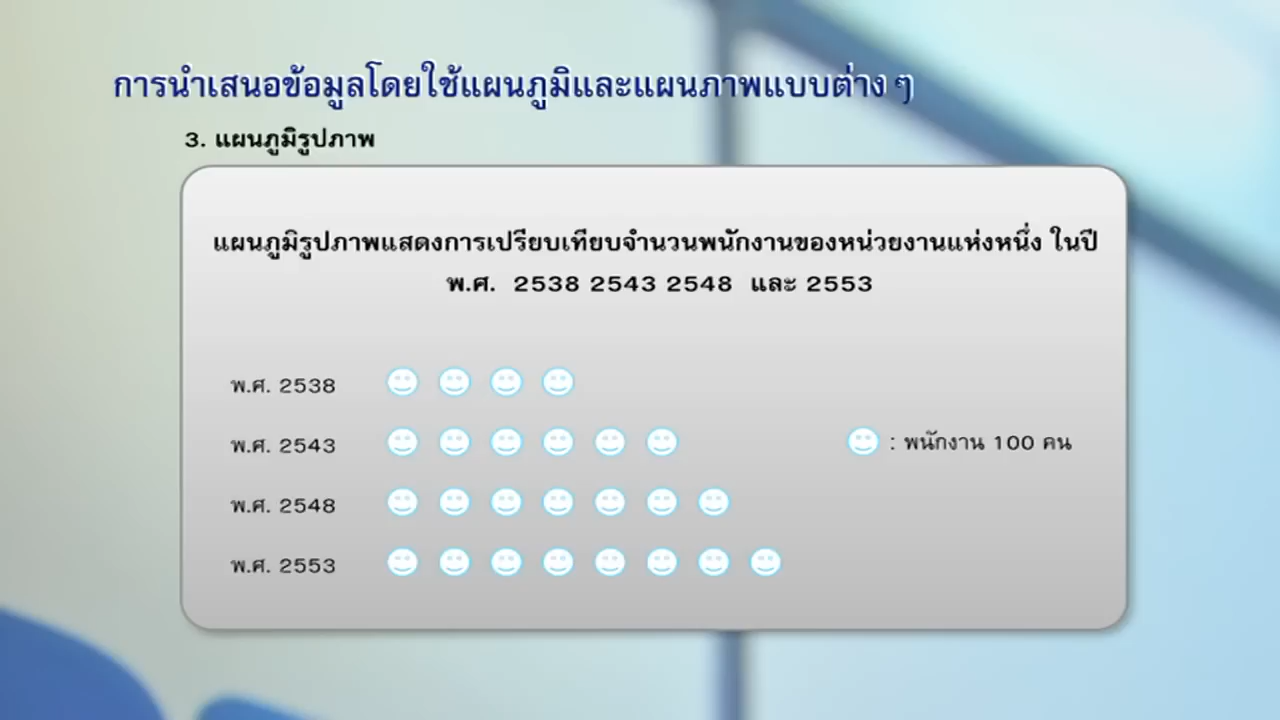 การนำเสนอข้อมูลโดยใช้แผนภูมิและแผนภาพแบบต่าง ๆ
3. แผนภูมิรูปภาพ
แผนภูมิรูปภาพแสดงการเปรียบเทียบจำนวนพนักงานของหน่วยงานแห่งหนึ่ง ในปี
พ.ศ. 2538 2543 2548 และ 2553
พ.ศ. 2538
พ.ศ. 2543
: พนักงาน 100 คน
พ.ศ. 2548
พ.ศ. 2553